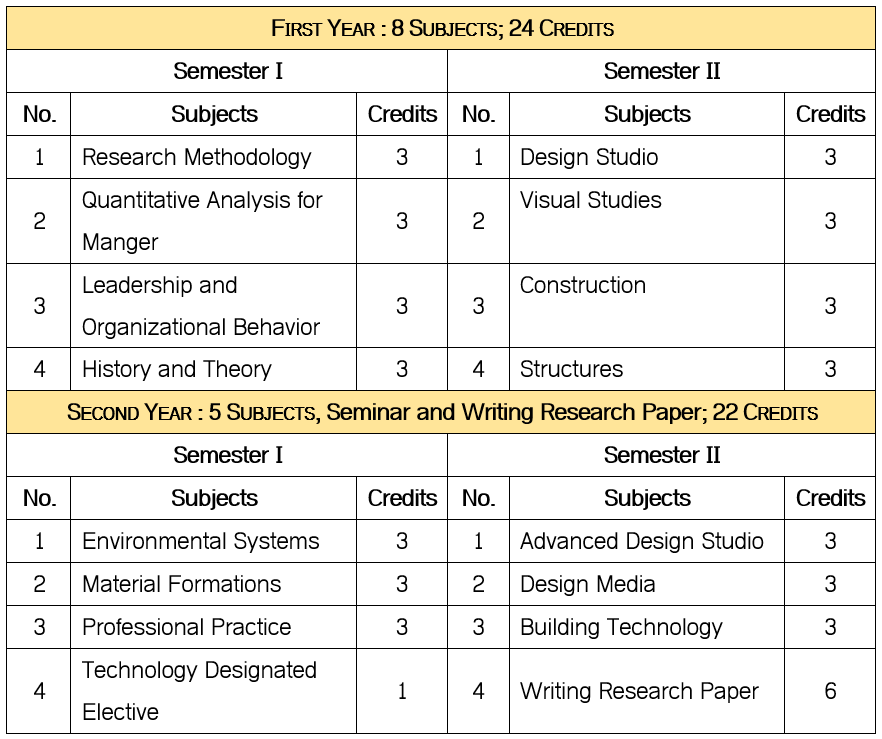 First Year : 8 Subjects; 24 Credits
Semester I Semester II
No. Subjects Credits No. Subjects Credits
1 Research Methodology 3 1 Design Studio 3
2 Quantitative Analysis for Manger 3 2 Visual Studies 3
3 Leadership and Organizational Behavior 3 3 Construction 3
4 History and Theory 3 4 Structures 3
Second Year : 5 Subjects, Seminar and Writing Research Paper; 22 Credits
Semester I Semester II
No. Subjects Credits No. Subjects Credits
1 Environmental Systems 3 1 Advanced Design Studio 3
2 Material Formations 3 2 Design Media 3
3 Professional Practice 3 3 Building Technology 3
4 Technology Designated Elective 1 4 Writing Research Paper 6